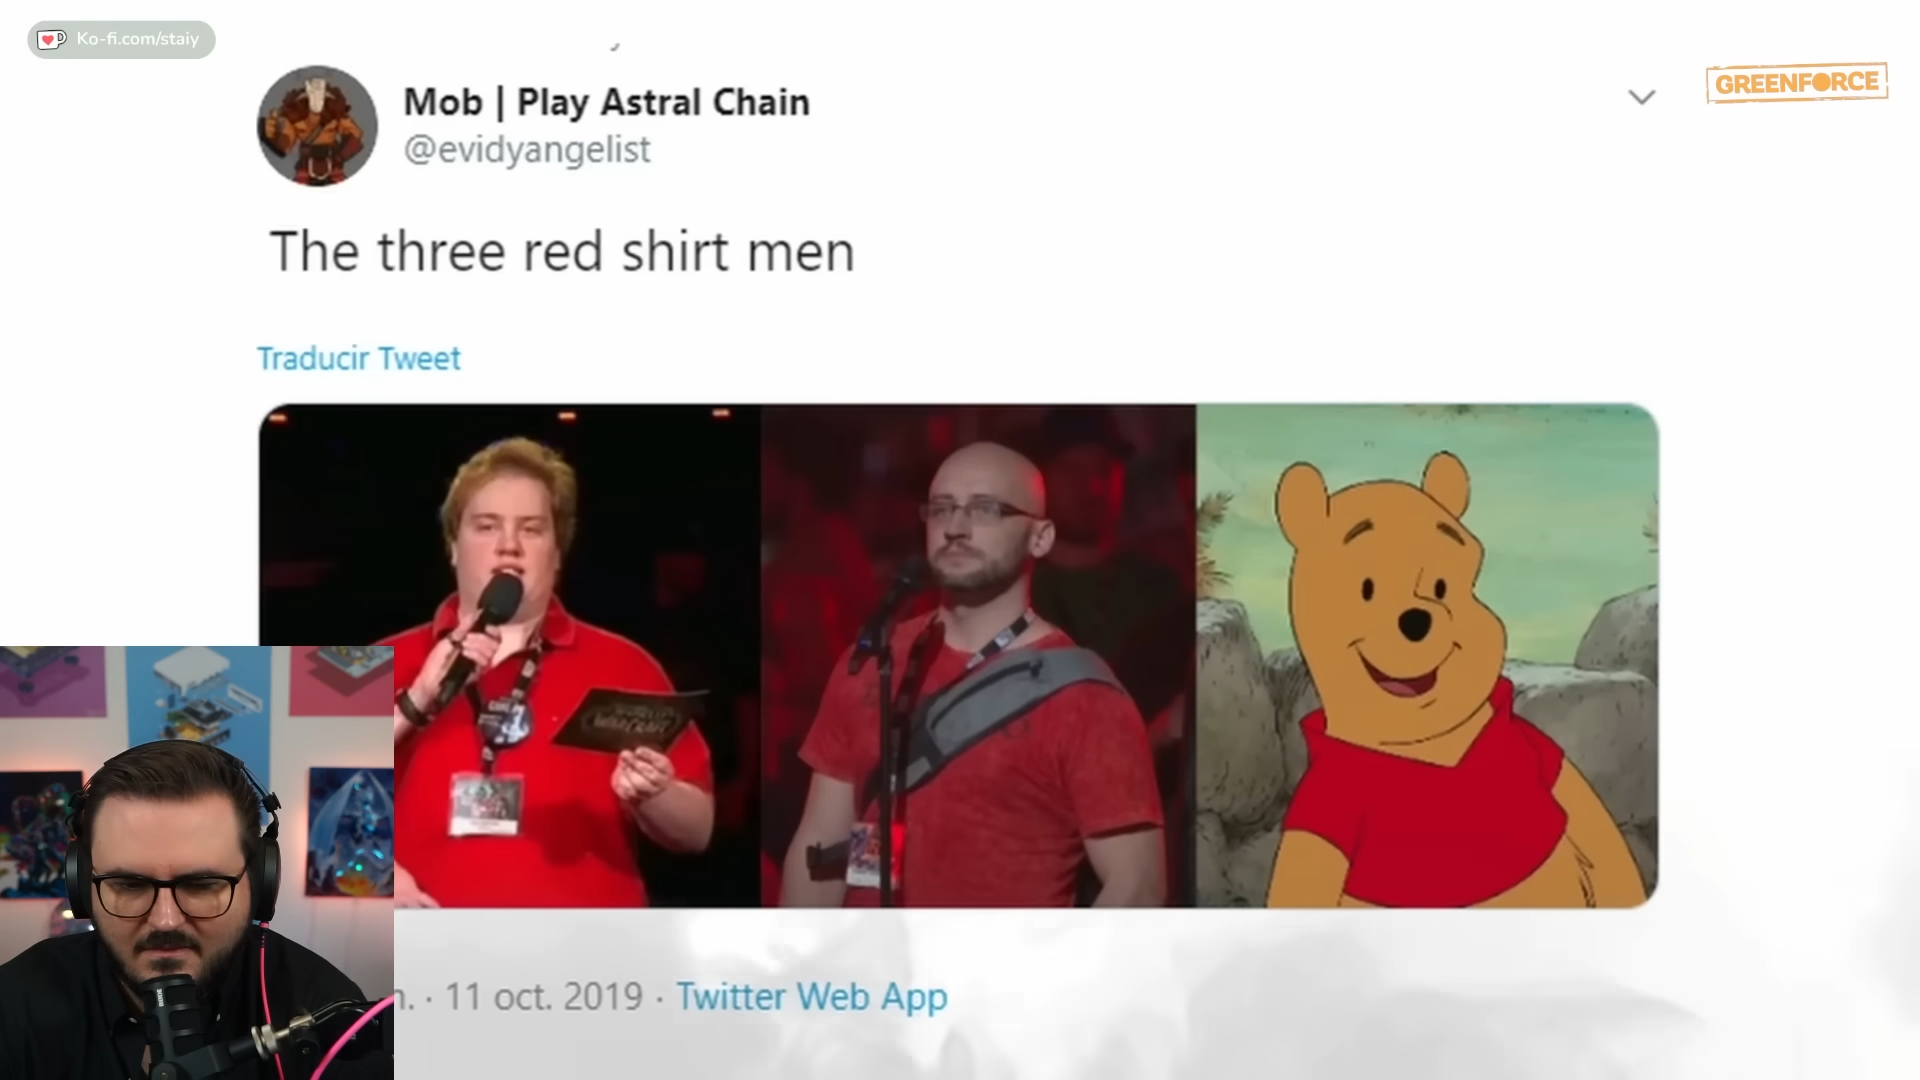 Ko-fi.com/staiy
GREENFORCE
Mob | Play Astral Chain
@evidyangelist
The three red shirt men
Traducir Tweet
WARCRAFT
· 11 oct. 2019 · Twitter Web App